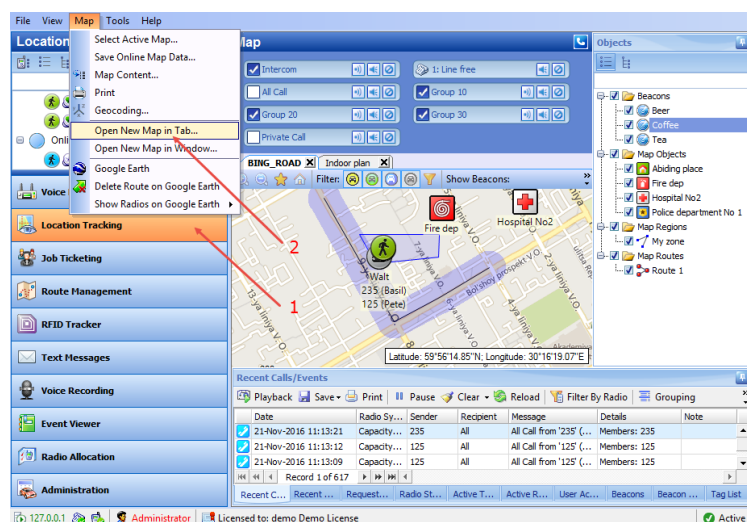 File View Map Tools Help
Location
Select Active Map...
Save Online Map Data...
Map Content...
Print
Geocoding...
Open New Map in Tab...
Open New Map in Window...
Google Earth
Delete Route on Google Earth
Show Radios on Google Earth
Onli
Voice
Location Tracking
Job Ticketing
Route Management
RFID Tracker
Text Messages
Voice Recording
Event Viewer
Radio Allocation
Administration
1
2
Map
Intercom
1: Line free
All Call
Group 10
Group 20
Group 30
Private Call
BING_ROAD X Indoor plan X
Filter: Show Beacons: »
Fire dep
Hospital No2
Walt
235 (Basil)
125 (Pete)
Bol'shoy prospekt V.O.
13-ya liniya V.O.
Latitude: 59°56'14.85"N; Longitude: 30°16'19.07"E
Objects
Beacons
Beer
Coffee
Tea
Map Objects
Abiding place
Fire dep
Hospital No2
Police department No 1
Map Regions
My zone
Map Routes
Route 1
Recent Calls/Events
Playback Save Print Pause Clear Reload Filter By Radio Grouping »
Date Radio Sy... Sender Recipient Message Details Note
21-Nov-2016 11:13:21 Capacity... 235 All All Call from '235' (... Members: 235
21-Nov-2016 11:13:12 Capacity... 125 All All Call from '125' (... Members: 125
21-Nov-2016 11:13:09 Capacity... 125 All All Call from '125' (... Members: 125
Record 1 of 617
Recent C... Recent ... Request... Radio St... Active T... Active R... User Ac... Beacons Beacon ... Tag List
127.0.0.1 Administrator Licensed to: demo Demo License Active